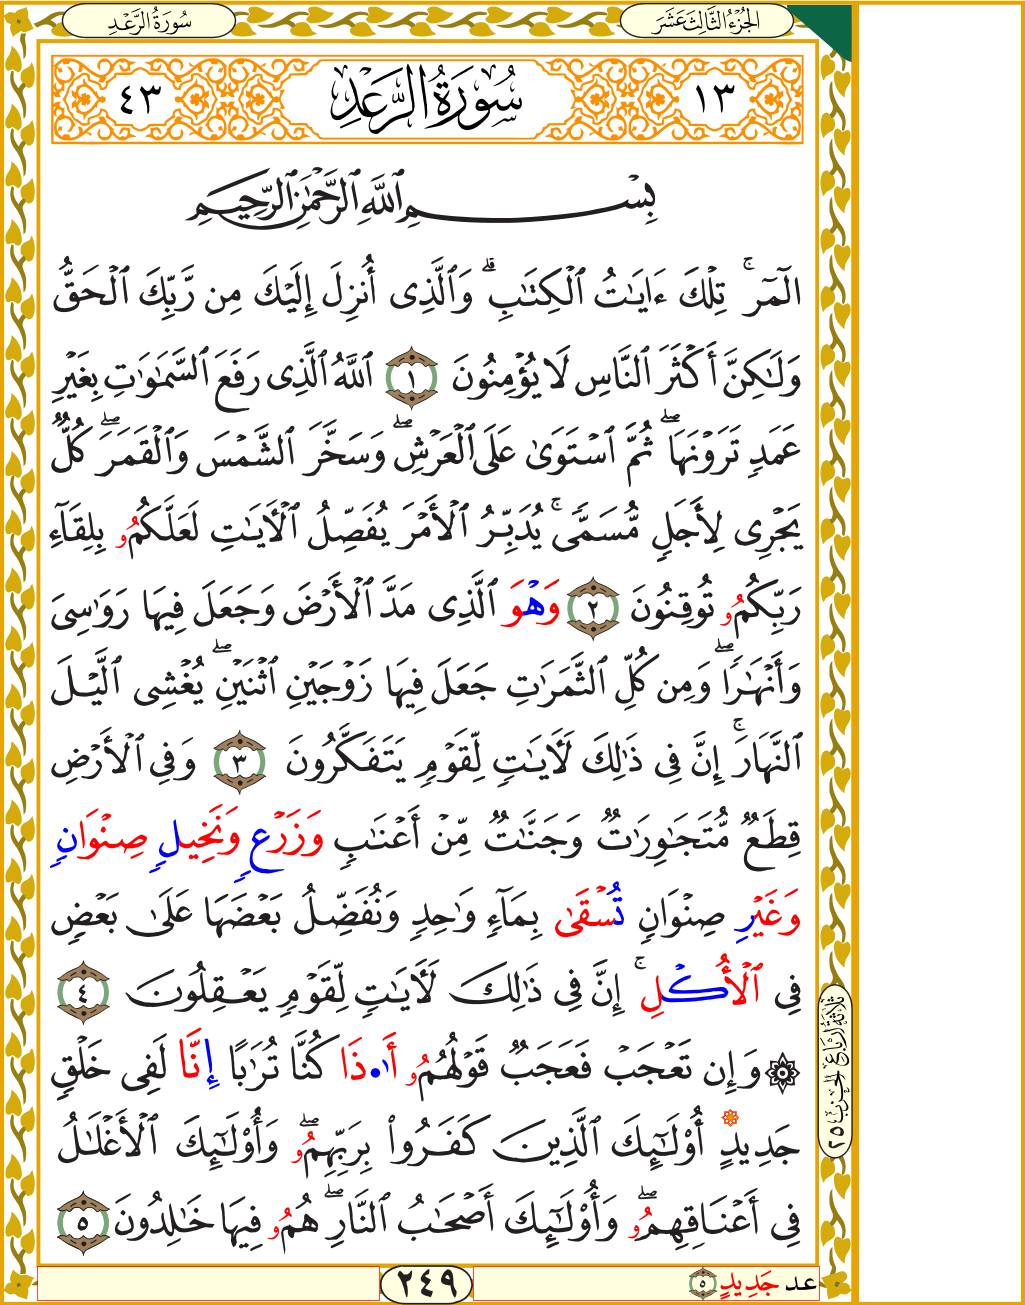 الجُزْءُ الثَّالِثَ عَشَرَ
سُورَةُ الرَّعْدِ
١٣
سُورَةُ الرَّعْدِ
٤٣
بِسْمِ ٱللَّهِ ٱلرَّحْمَٰنِ ٱلرَّحِيمِ
الٓمٓرۚ تِلْكَ ءَايَٰتُ ٱلْكِتَٰبِۗ وَٱلَّذِى أُنزِلَ إِلَيْكَ مِن رَّبِّكَ ٱلْحَقُّ
وَلَٰكِنَّ أَكْثَرَ ٱلنَّاسِ لَا يُؤْمِنُونَ ١ ٱللَّهُ ٱلَّذِى رَفَعَ ٱلسَّمَٰوَٰتِ بِغَيْرِ
عَمَدٍ تَرَوْنَهَاۖ ثُمَّ ٱسْتَوَىٰ عَلَى ٱلْعَرْشِۖ وَسَخَّرَ ٱلشَّمْسَ وَٱلْقَمَرَۖ كُلٌّ
يَجْرِى لِأَجَلٍ مُّسَمًّىۚ يُدَبِّرُ ٱلْأَمْرَ يُفَصِّلُ ٱلْأَيَٰتِ لَعَلَّكُمُۥ بِلِقَآءِ
رَبِّكُمُۥ تُوقِنُونَ ٢ وَهْوَ ٱلَّذِى مَدَّ ٱلْأَرْضَ وَجَعَلَ فِيهَا رَوَٰسِىَ
وَأَنْهَٰرًاۖ وَمِن كُلِّ ٱلثَّمَرَٰتِ جَعَلَ فِيهَا زَوْجَيْنِ ٱثْنَيْنِۖ يُغْشِى ٱلَّيْلَ
ٱلنَّهَارَۚ إِنَّ فِى ذَٰلِكَ لَأَيَٰتٍ لِّقَوْمٍ يَتَفَكَّرُونَ ٣ وَفِى ٱلْأَرْضِ
قِطَعٌ مُّتَجَٰوِرَٰتٌ وَجَنَّٰتٌ مِّنْ أَعْنَٰبٍ وَزَرْعٍ وَنَخِيلٍ صِنْوَانٍ
وَغَيْرِ صِنْوَانٍ تُسْقَىٰ بِمَآءٍ وَٰحِدٍ وَنُفَضِّلُ بَعْضَهَا عَلَىٰ بَعْضٍ
فِى ٱلْأُكْلِۚ إِنَّ فِى ذَٰلِكَ لَأَيَٰتٍ لِّقَوْمٍ يَعْقِلُونَ ٤
۞ وَإِن تَعْجَبْ فَعَجَبٌ قَوْلُهُمُۥ أَا۬ذَا كُنَّا تُرَٰبًا إِنَّا لَفِى خَلْقٍ
جَدِيدٍ أُو۟لَٰٓئِكَ ٱلَّذِينَ كَفَرُوا۟ بِرَبِّهِمُۥۖ وَأُو۟لَٰٓئِكَ ٱلْأَغْلَٰلُ
فِى أَعْنَاقِهِمُۥۖ وَأُو۟لَٰٓئِكَ أَصْحَٰبُ ٱلنَّارِۖ هُمُۥ فِيهَا خَٰلِدُونَ ٥
ثلاثة أرباع الحزب ٢٥
عد جَدِيدٍ ٥
٢٤٩